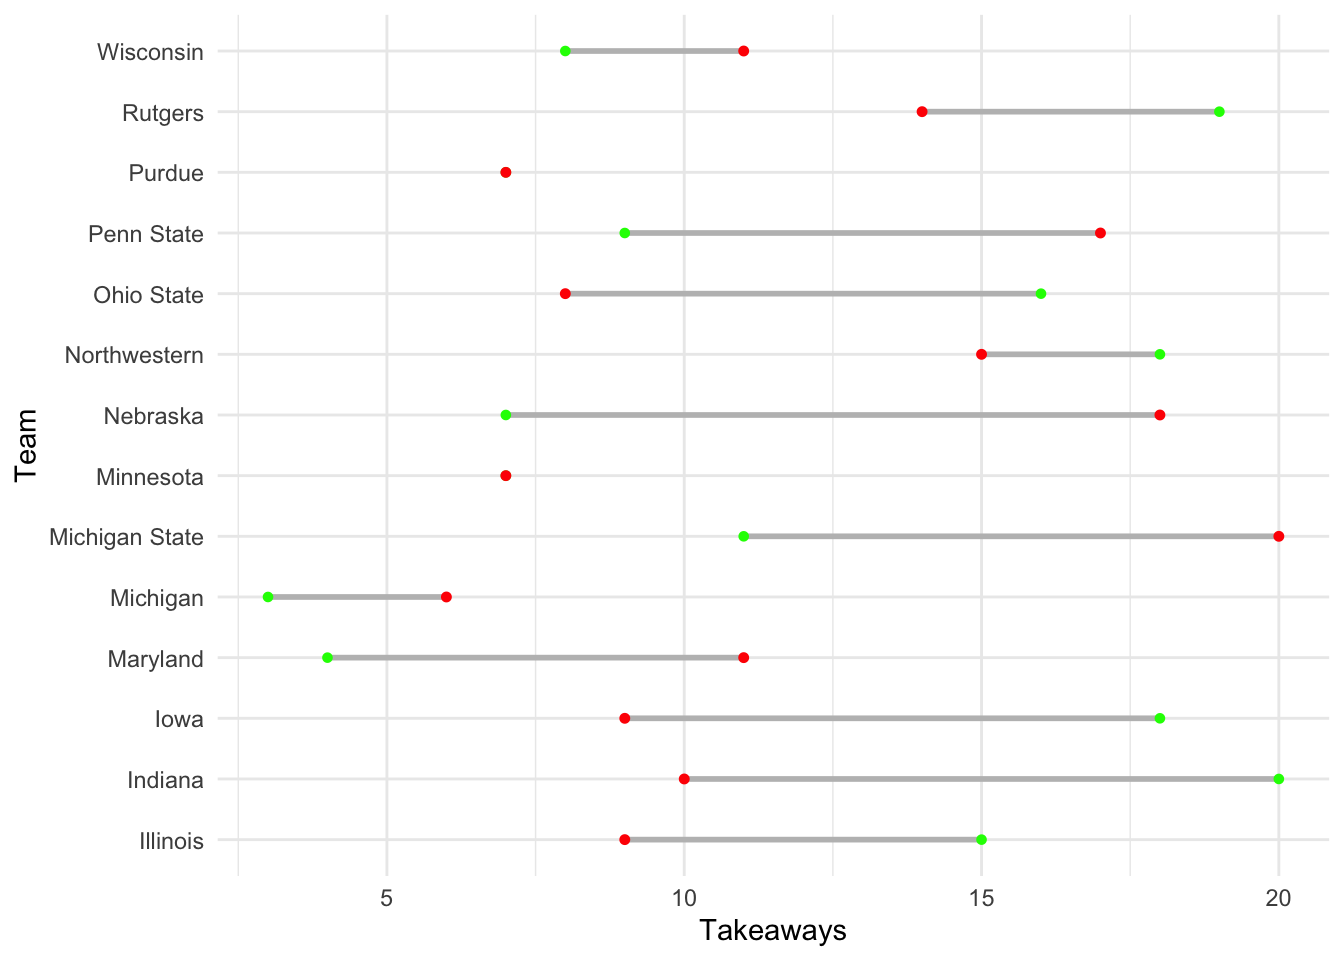 Wisconsin
Rutgers
Purdue
Penn State
Ohio State
Northwestern
Nebraska
Minnesota
Michigan State
Michigan
Maryland
Iowa
Indiana
Illinois
Team
5 10 15 20
Takeaways